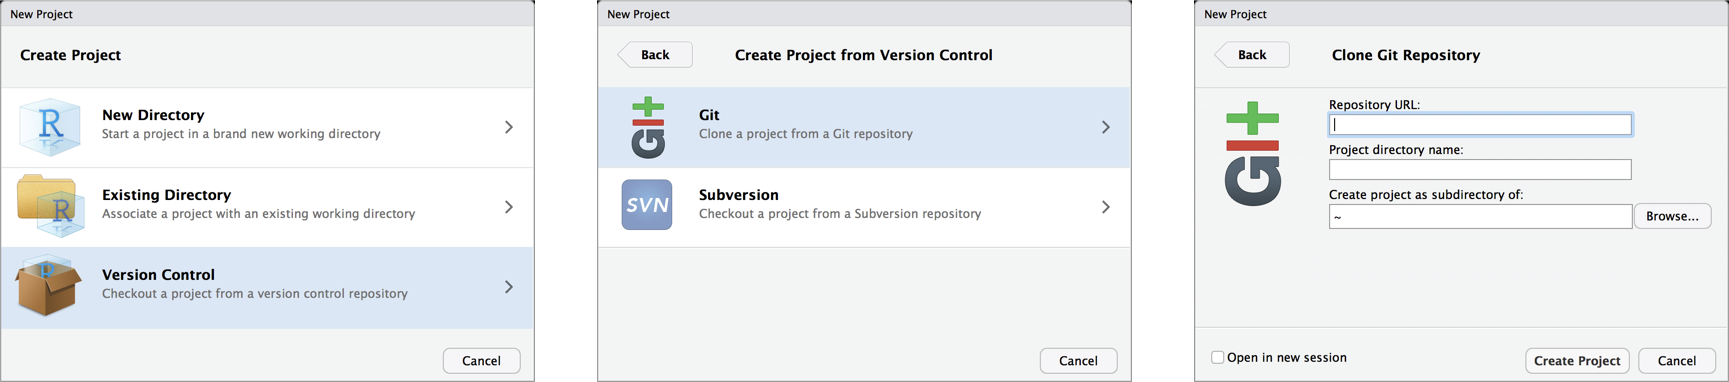 New Project
Create Project
R
New Directory
Start a project in a brand new working directory
R
Existing Directory
Associate a project with an existing working directory
R
Version Control
Checkout a project from a version control repository
Cancel
New Project
Back
Create Project from Version Control
Git
Git
Clone a project from a Git repository
SVN
Subversion
Checkout a project from a Subversion repository
Cancel
New Project
Back
Clone Git Repository
Git
Repository URL:
Project directory name:
Create project as subdirectory of:
~
Browse...
Open in new session
Create Project
Cancel